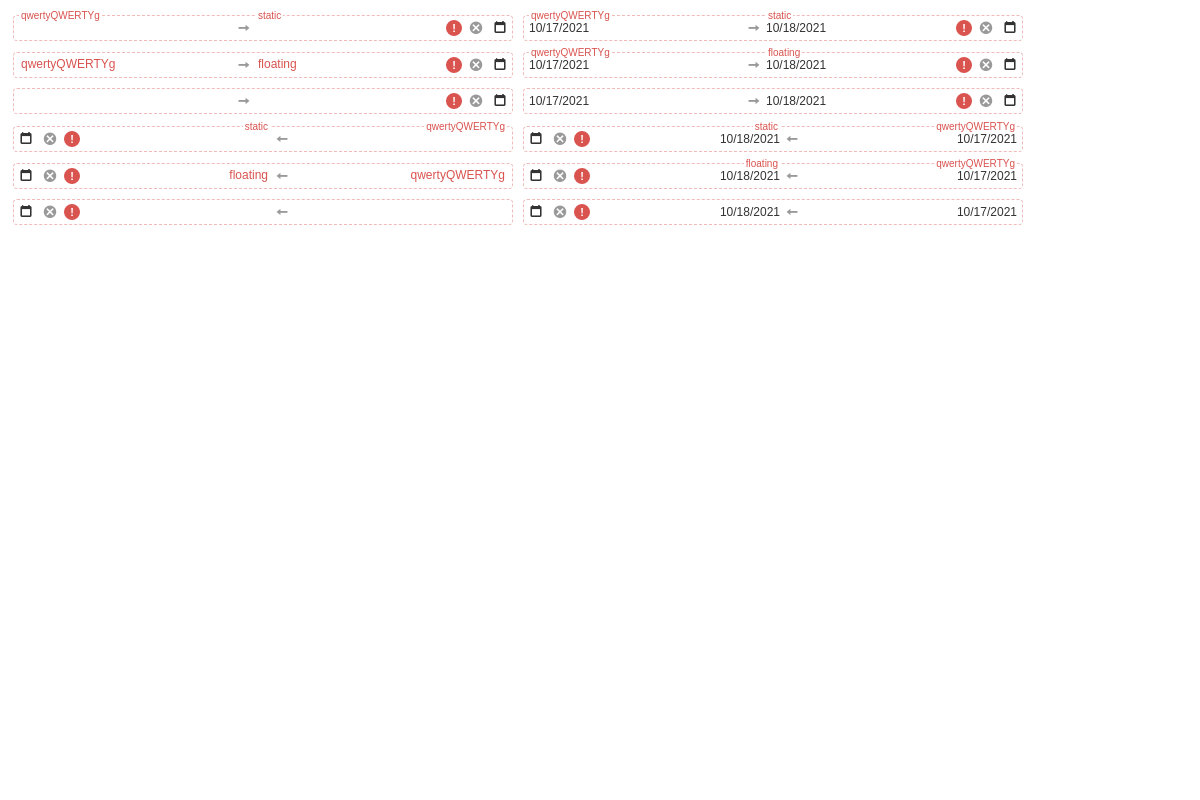 qwertyQWERTYg static qwertyQWERTYg static
10/17/2021 10/18/2021
qwertyQWERTYg floating
qwertyQWERTYg floating 10/17/2021 10/18/2021
10/17/2021 10/18/2021
static qwertyQWERTYg static qwertyQWERTYg
10/18/2021 10/17/2021
floating qwertyQWERTYg
floating qwertyQWERTYg 10/18/2021 10/17/2021
10/18/2021 10/17/2021